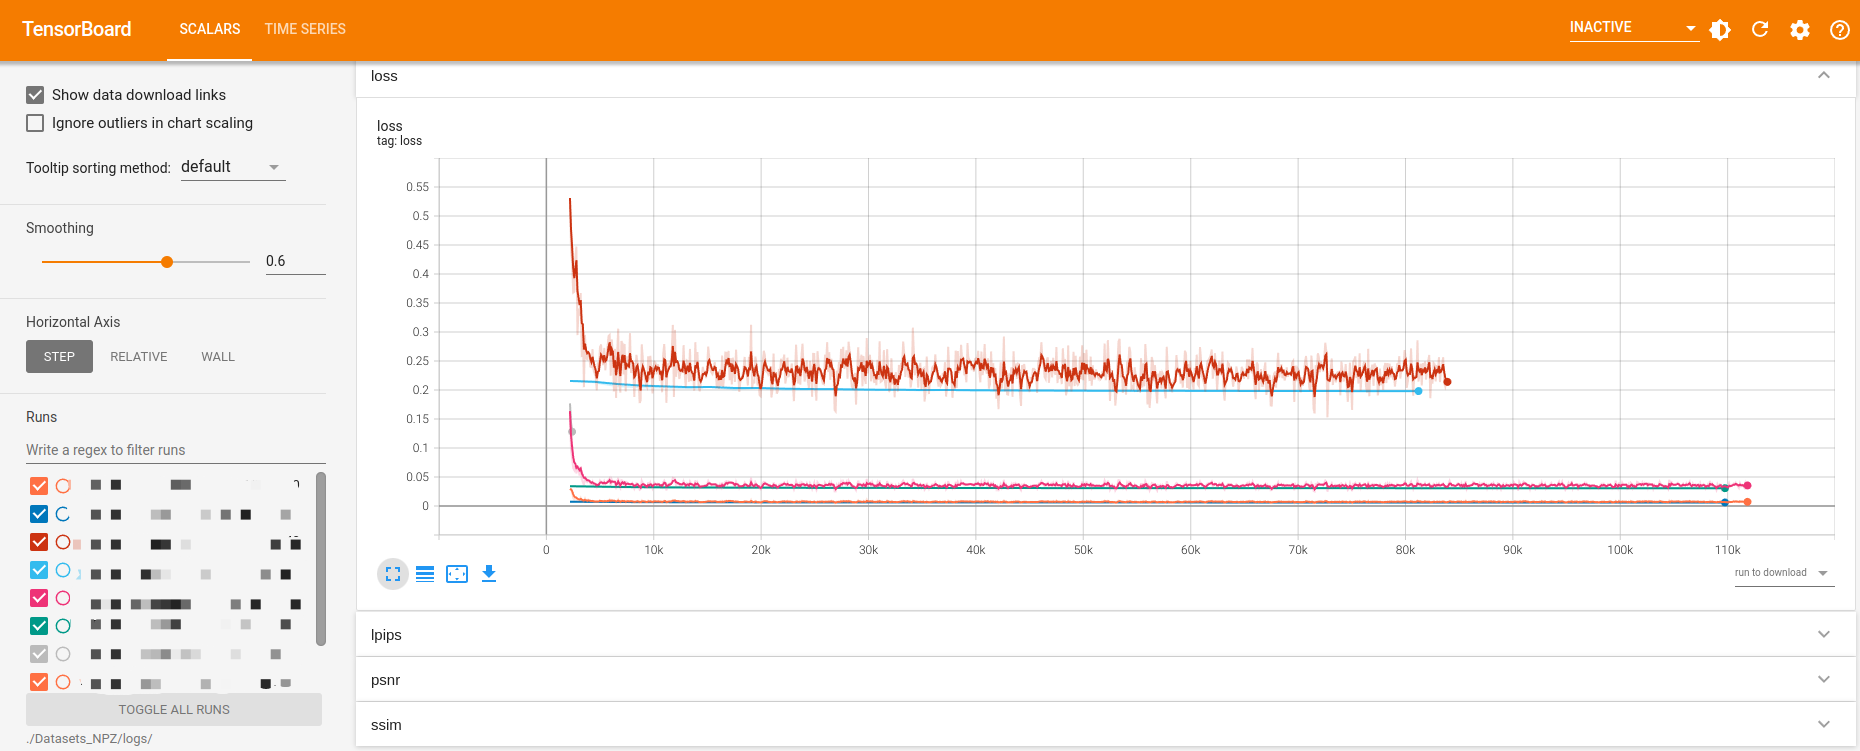 TensorBoard SCALARS TIME SERIES INACTIVE
Show data download links
Ignore outliers in chart scaling
Tooltip sorting method: default
Smoothing
0.6
Horizontal Axis
STEP RELATIVE WALL
Runs
Write a regex to filter runs
TOGGLE ALL RUNS
./Datasets_NPZ/logs/
loss
loss
tag: loss
0.55
0.5
0.45
0.4
0.35
0.3
0.25
0.2
0.15
0.1
0.05
0
0 10k 20k 30k 40k 50k 60k 70k 80k 90k 100k 110k
run to download
lpips
psnr
ssim